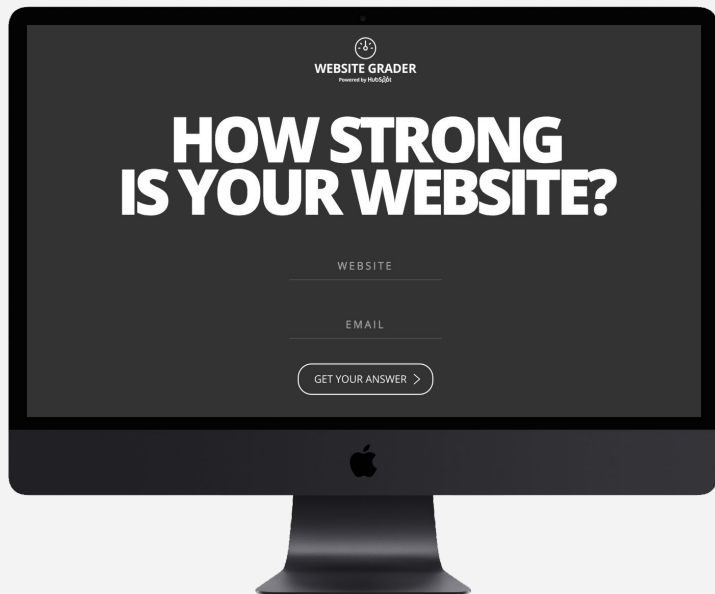 WEBSITE GRADER
Powered by HubSpot
HOW STRONG
IS YOUR WEBSITE?
WEBSITE
EMAIL
GET YOUR ANSWER